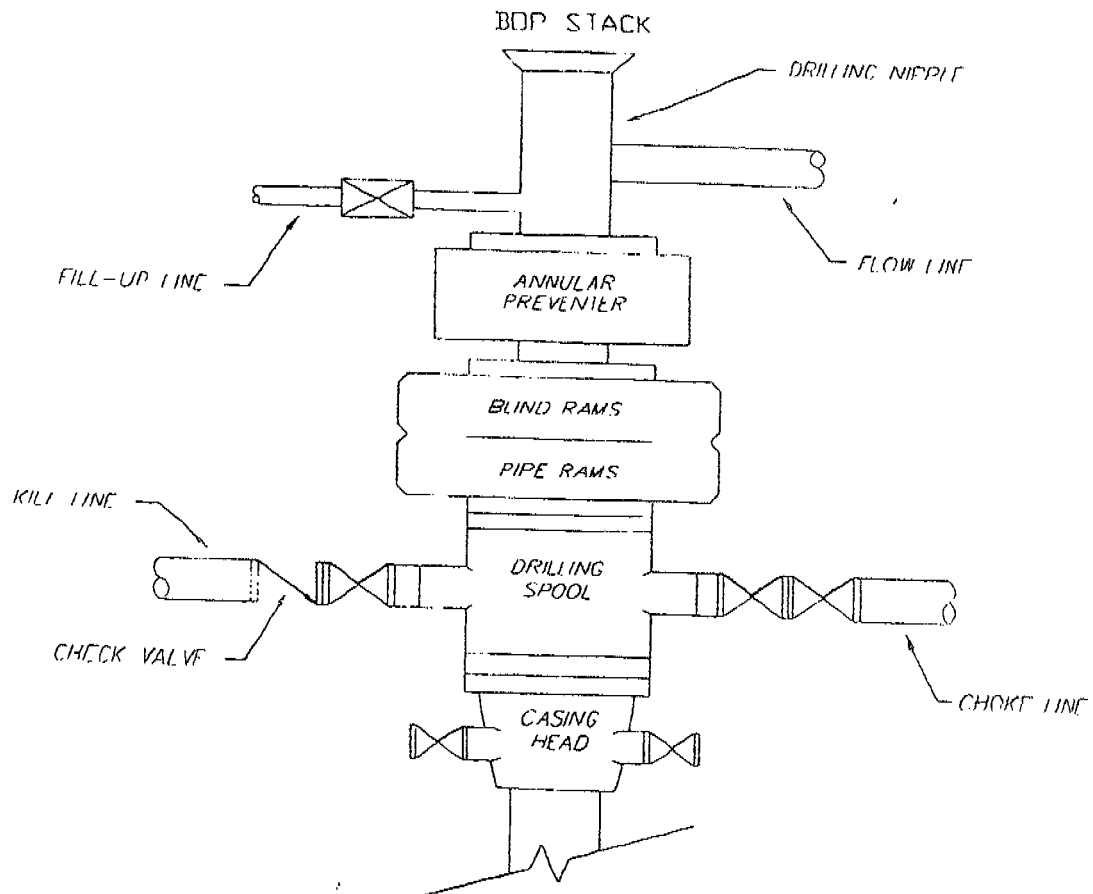 BOP STACK
DRILLING NIPPLE
FILL-UP LINE
FLOW LINE
ANNULAR
PREVENTER
BLIND RAMS
PIPE RAMS
KILL LINE
DRILLING
SPOOL
CHECK VALVE
CHOKE LINE
CASING
HEAD